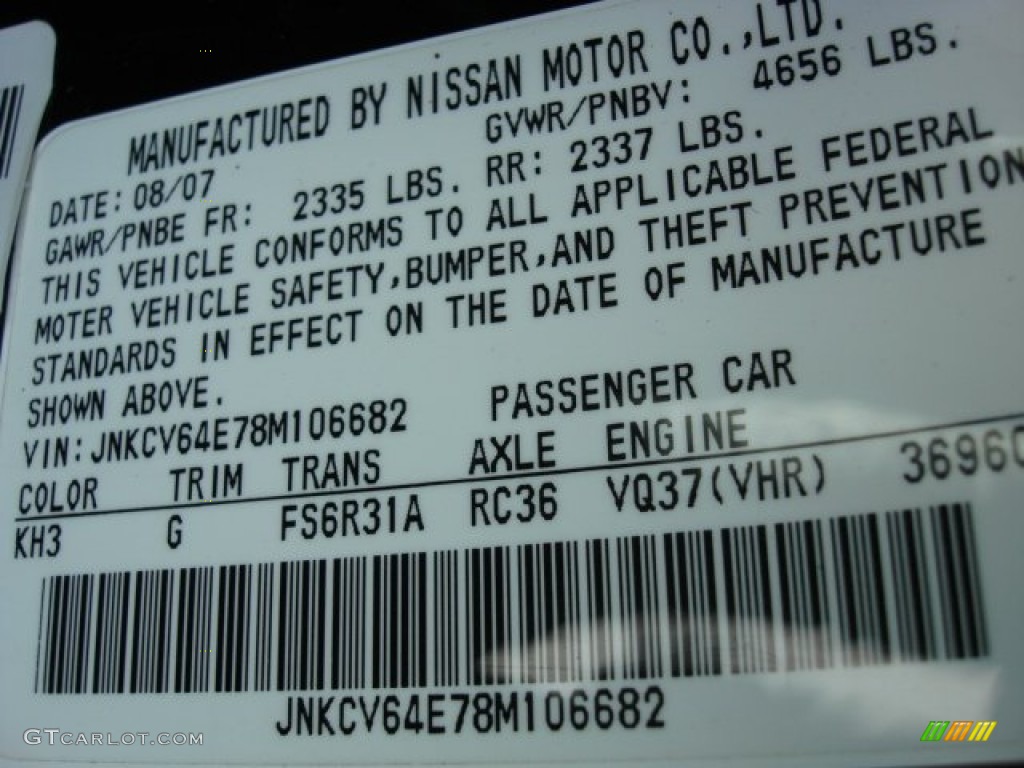 MANUFACTURED BY NISSAN MOTOR CO.,LTD.
DATE: 08/07 GVWR/PNBV: 4656 LBS.
GAWR/PNBE FR: 2335 LBS. RR: 2337 LBS.
THIS VEHICLE CONFORMS TO ALL APPLICABLE FEDERAL
MOTER VEHICLE SAFETY,BUMPER,AND THEFT PREVENTION
STANDARDS IN EFFECT ON THE DATE OF MANUFACTURE
SHOWN ABOVE.
VIN: JNKCV64E78M106682 PASSENGER CAR
COLOR TRIM TRANS AXLE ENGINE
KH3 G FS6R31A RC36 VQ37(VHR) 3696C
JNKCV64E78M106682
GTCARLOT.COM